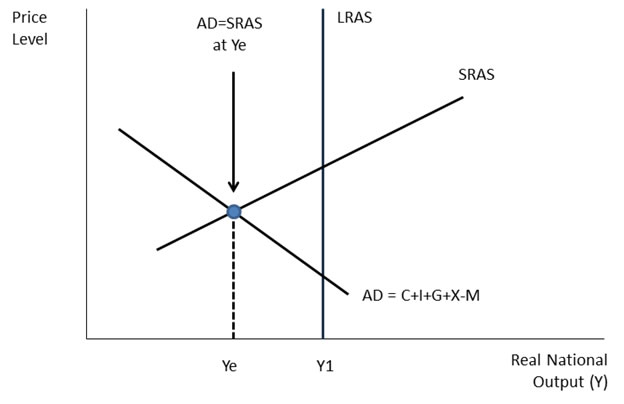 Price
Level
AD=SRAS
at Ye
LRAS
SRAS
AD = C+I+G+X-M
Ye
Y1
Real National
Output (Y)